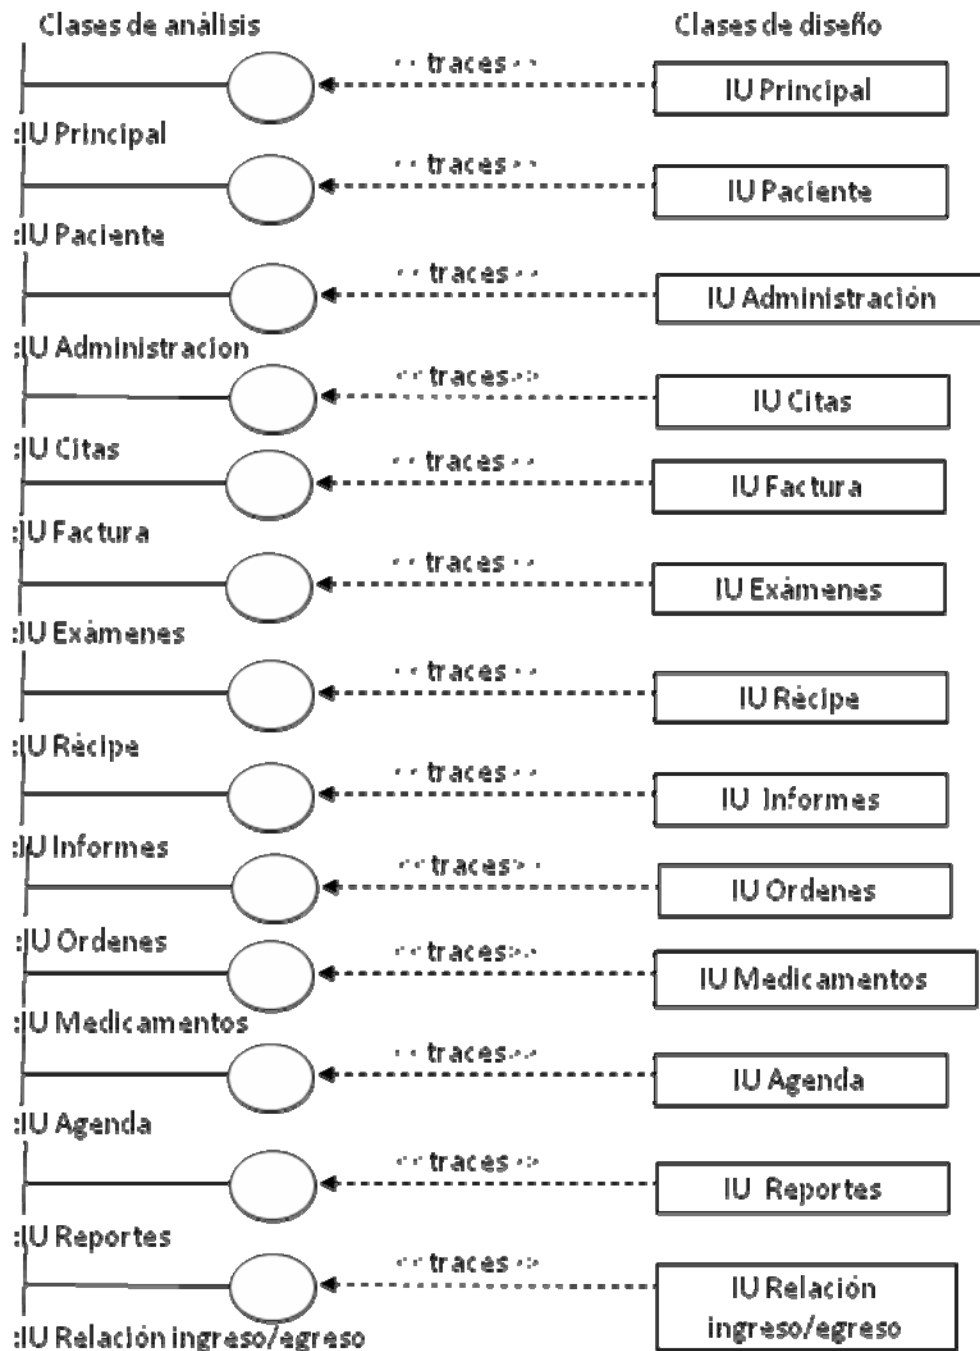 Clases de análisis
Clases de diseño
<< traces >>
IU Principal
:IU Principal
<< traces >>
IU Paciente
:IU Paciente
<< traces >>
IU Administración
:IU Administracion
<< traces >>
IU Citas
:IU Citas
<< traces >>
IU Factura
:IU Factura
<< traces >>
IU Exámenes
:IU Exámenes
<< traces >>
IU Récipe
:IU Récipe
<< traces >>
IU Informes
:IU Informes
<< traces >>
IU Ordenes
:IU Ordenes
<< traces >>
IU Medicamentos
:IU Medicamentos
<< traces >>
IU Agenda
:IU Agenda
<< traces >>
IU Reportes
:IU Reportes
<< traces >>
IU Relación
ingreso/egreso
:IU Relación ingreso/egreso